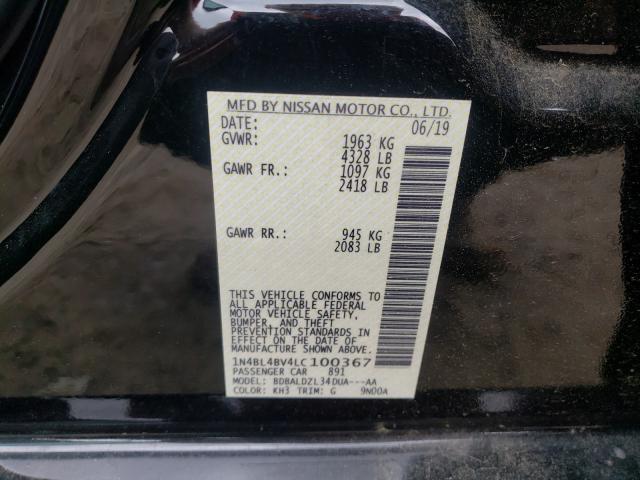 MFD BY NISSAN MOTOR CO., LTD.
DATE: 06/19
GVWR: 1963 KG
4328 LB
GAWR FR.: 1097 KG
2418 LB
GAWR RR.: 945 KG
2083 LB
THIS VEHICLE CONFORMS TO
ALL APPLICABLE FEDERAL
MOTOR VEHICLE SAFETY,
BUMPER, AND THEFT
PREVENTION STANDARDS IN
EFFECT ON THE DATE OF
MANUFACTURE SHOWN ABOVE.
1N4BL4BV4LC100367
PASSENGER CAR 891
MODEL: BDBALDZL34DUA---AA
COLOR: KH3 TRIM: G 9N00A